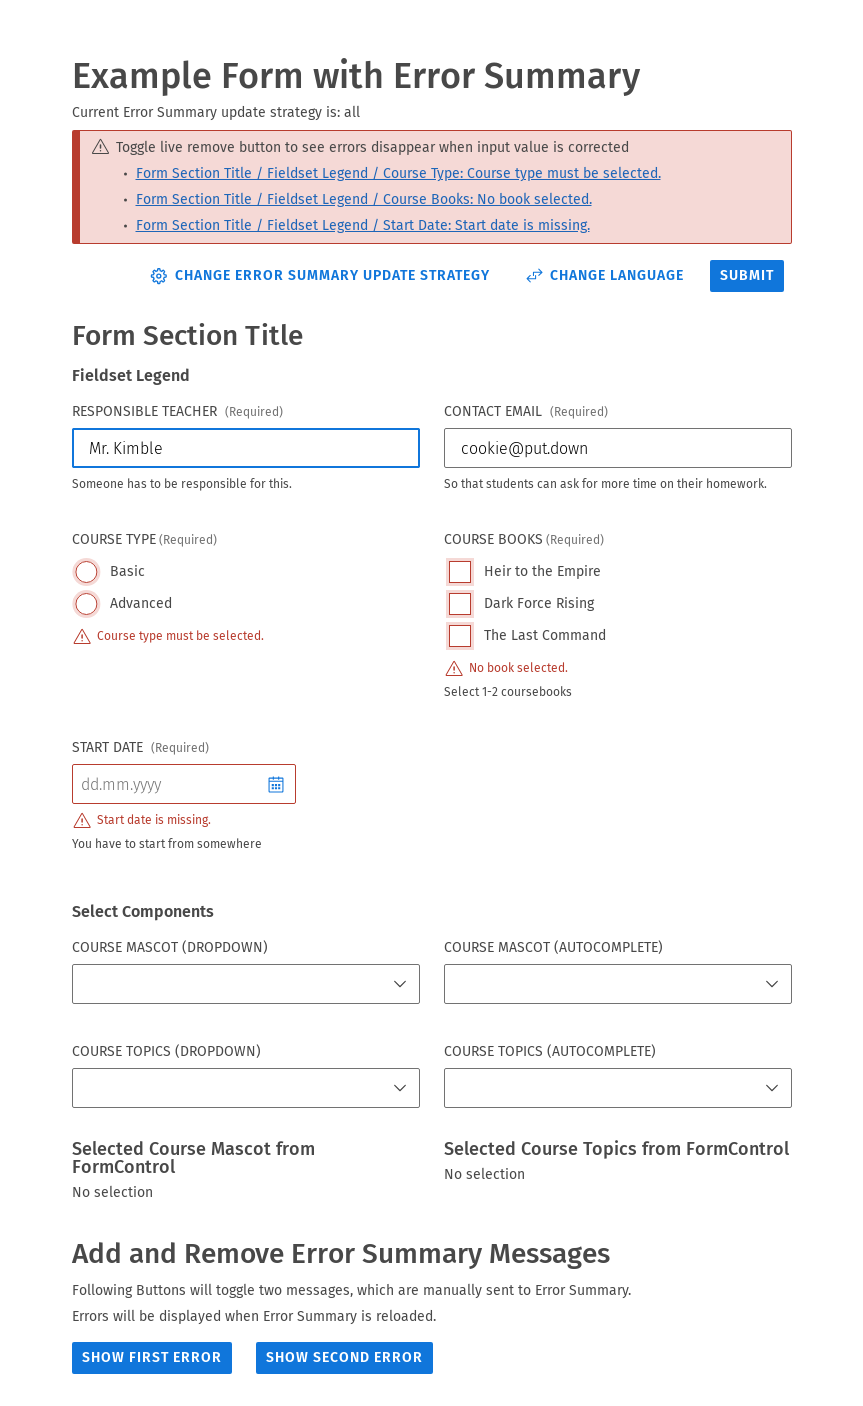 Example Form with Error Summary
Current Error Summary update strategy is: all
Toggle live remove button to see errors disappear when input value is corrected
• Form Section Title / Fieldset Legend / Course Type: Course type must be selected.
• Form Section Title / Fieldset Legend / Course Books: No book selected.
• Form Section Title / Fieldset Legend / Start Date: Start date is missing.
CHANGE ERROR SUMMARY UPDATE STRATEGY CHANGE LANGUAGE SUBMIT
Form Section Title
Fieldset Legend
RESPONSIBLE TEACHER (Required)
Mr. Kimble
Someone has to be responsible for this.
CONTACT EMAIL (Required)
cookie@put.down
So that students can ask for more time on their homework.
COURSE TYPE (Required)
Basic
Advanced
Course type must be selected.
COURSE BOOKS (Required)
Heir to the Empire
Dark Force Rising
The Last Command
No book selected.
Select 1-2 coursebooks
START DATE (Required)
dd.mm.yyyy
Start date is missing.
You have to start from somewhere
Select Components
COURSE MASCOT (DROPDOWN)
COURSE MASCOT (AUTOCOMPLETE)
COURSE TOPICS (DROPDOWN)
COURSE TOPICS (AUTOCOMPLETE)
Selected Course Mascot from
FormControl
No selection
Selected Course Topics from FormControl
No selection
Add and Remove Error Summary Messages
Following Buttons will toggle two messages, which are manually sent to Error Summary.
Errors will be displayed when Error Summary is reloaded.
SHOW FIRST ERROR SHOW SECOND ERROR